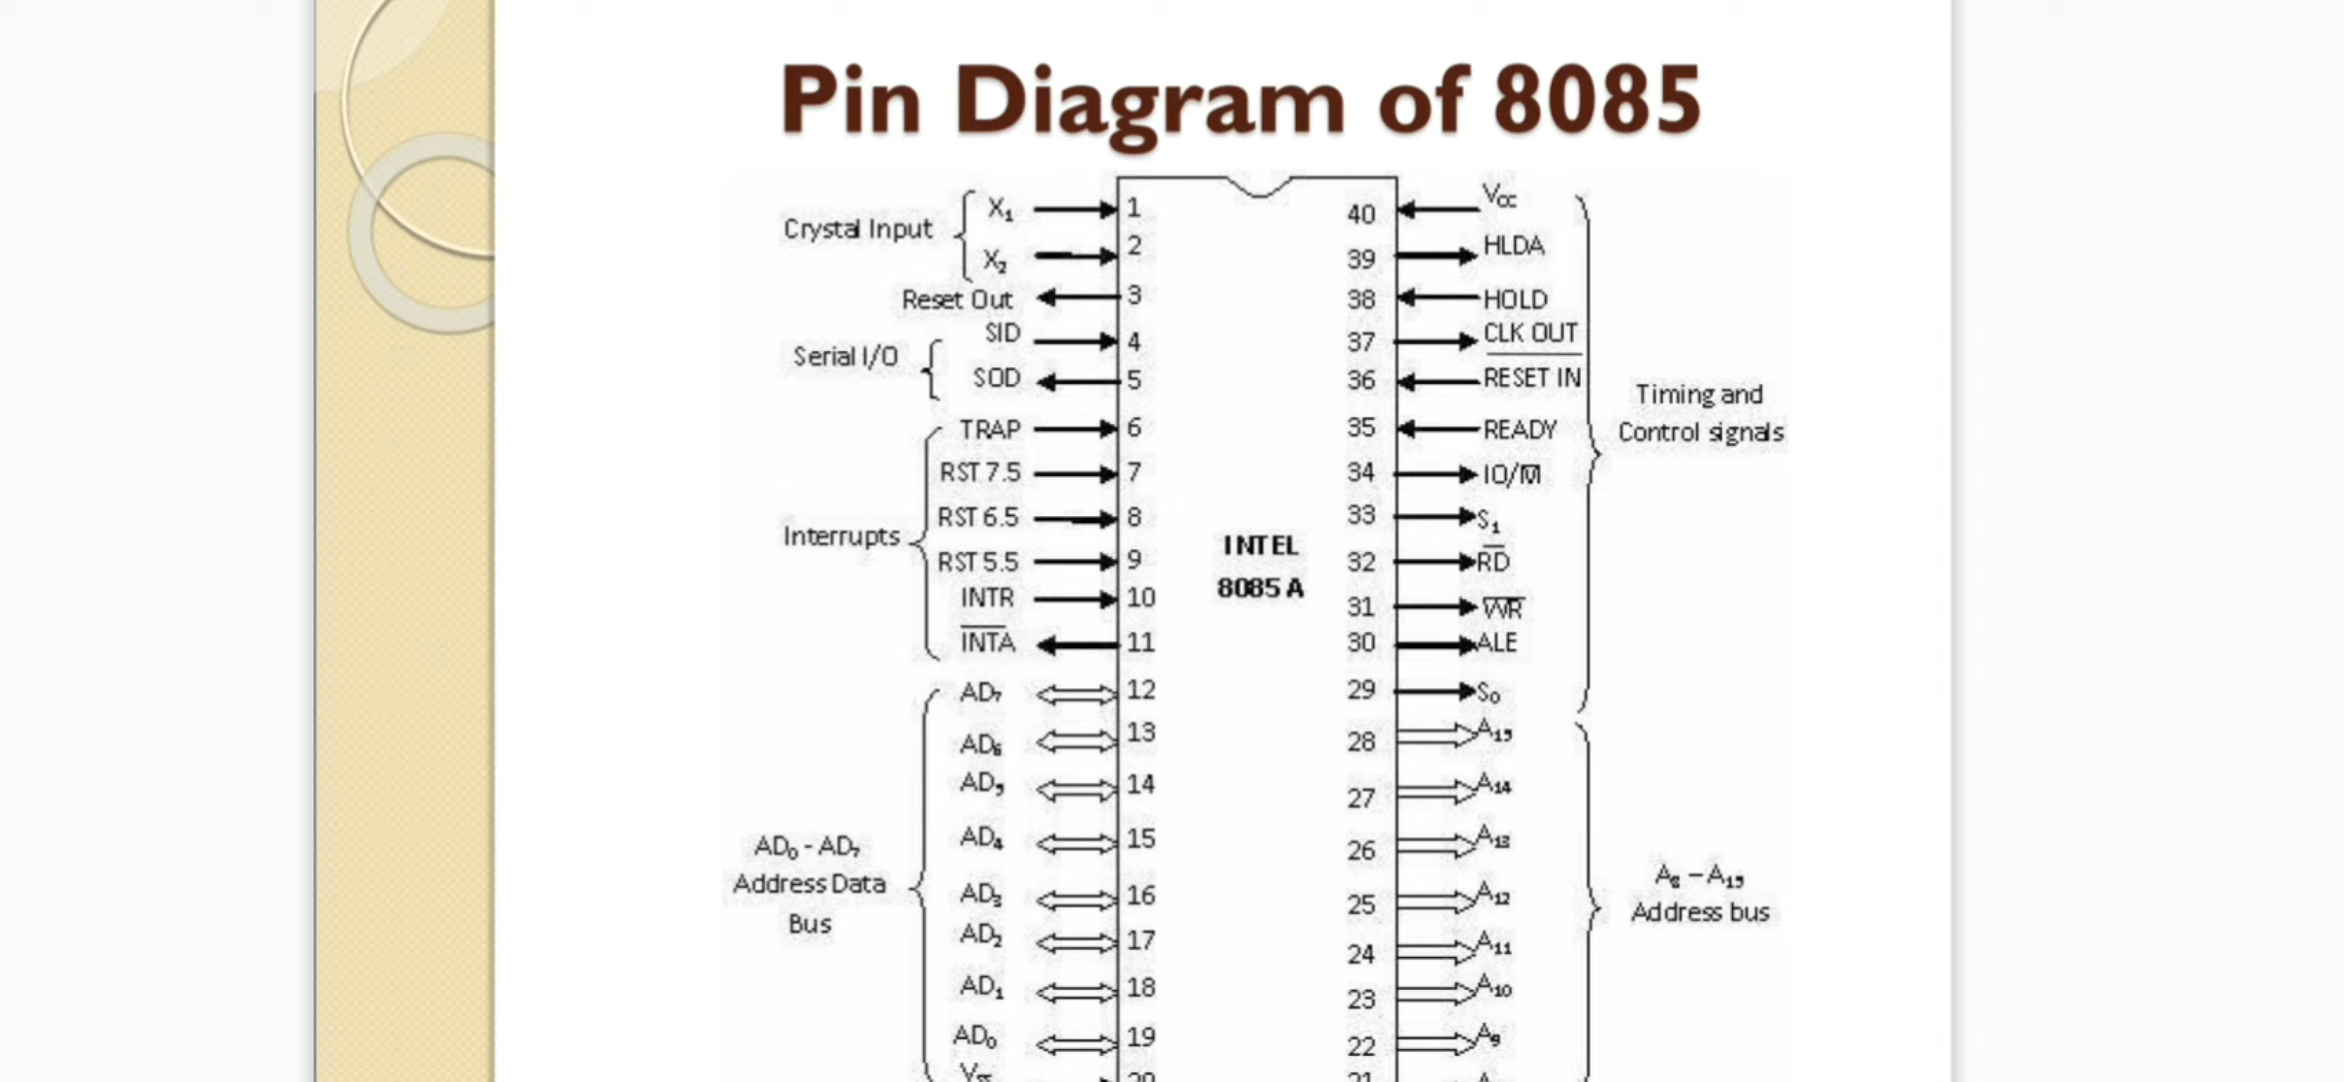 Pin Diagram of 8085
Crystal Input
X₁
1
X₂
2
Reset Out
3
Serial I/O
SID
4
SOD
5
Interrupts
TRAP
6
RST 7.5
7
RST 6.5
8
RST 5.5
9
INTR
10
INTA
11
AD₀ - AD₇
Address Data
Bus
AD₇
12
AD₆
13
AD₅
14
AD₄
15
AD₃
16
AD₂
17
AD₁
18
AD₀
19
INTEL
8085 A
40
Vcc
39
HLDA
38
HOLD
37
CLK OUT
36
RESET IN
35
READY
34
IO/M
33
S₁
32
RD
31
WR
30
ALE
29
S₀
Timing and
Control signals
28
A₁₅
27
A₁₄
26
A₁₃
25
A₁₂
24
A₁₁
23
A₁₀
22
A₉
A₈ – A₁₅
Address bus